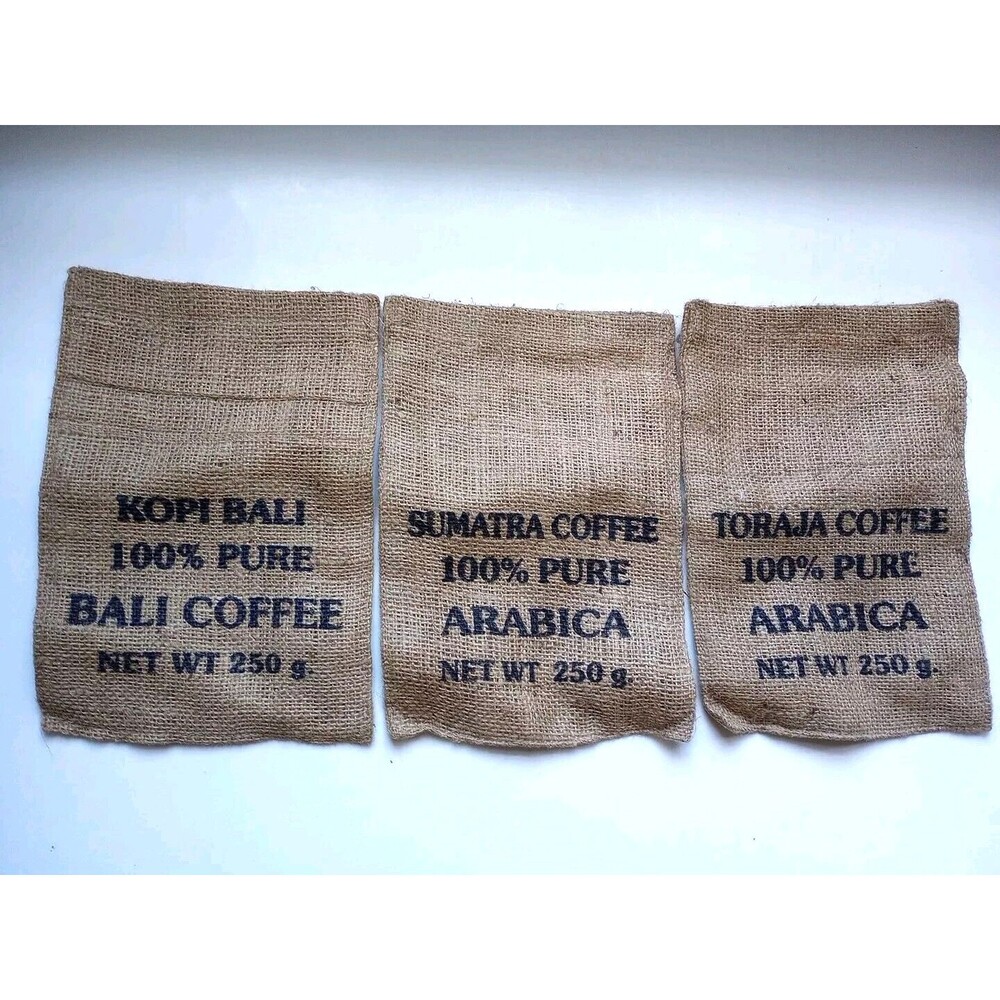 KOPI BALI
100% PURE
BALI COFFEE
NET WT 250 g.
SUMATRA COFFEE
100% PURE
ARABICA
NET WT 250 g.
TORAJA COFFEE
100% PURE
ARABICA
NET WT 250 g.